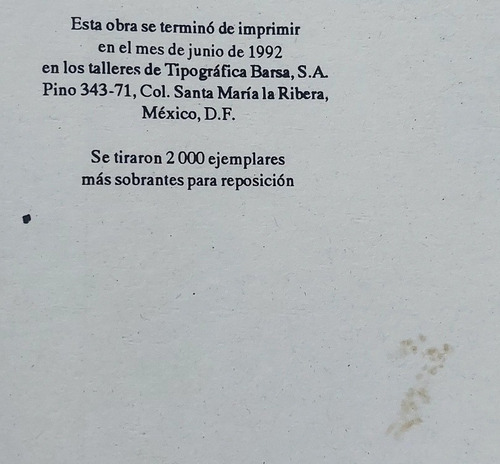 Esta obra se terminó de imprimir
en el mes de junio de 1992
en los talleres de Tipográfica Barsa, S.A.
Pino 343-71, Col. Santa María la Ribera,
México, D.F.
Se tiraron 2 000 ejemplares
más sobrantes para reposición